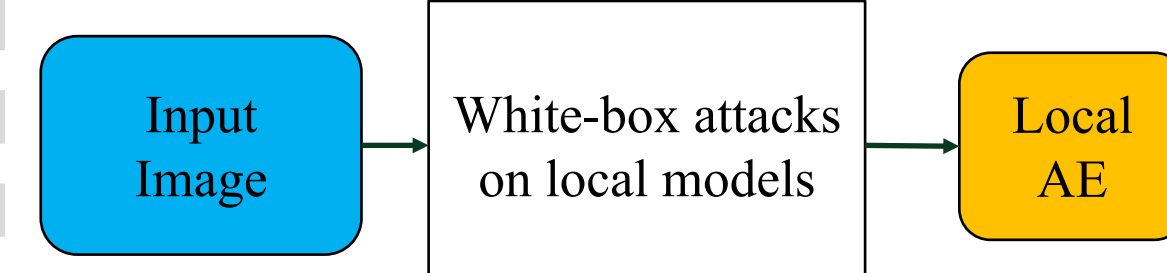 Input
Image
White-box attacks
on local models
Local
AE